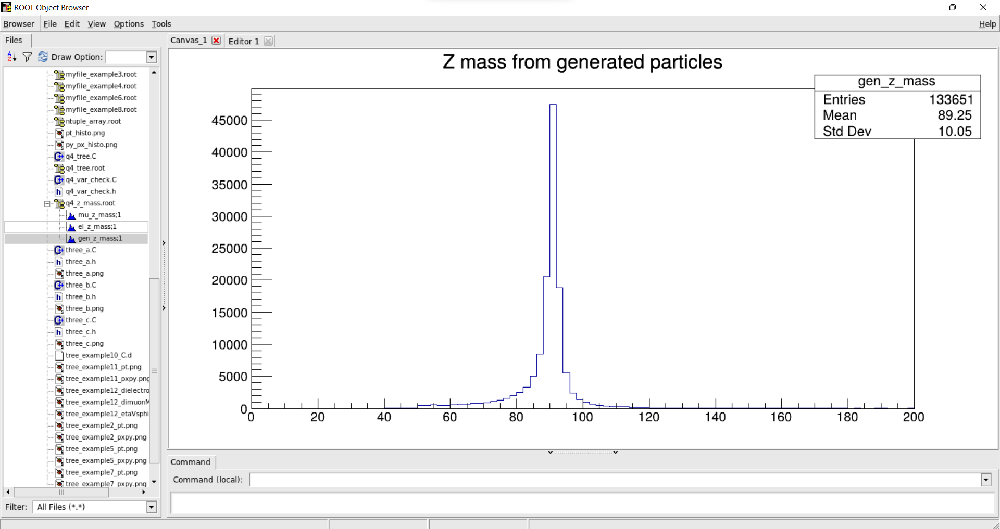 ROOT Object Browser
Browser File Edit View Options Tools Help
Files
Draw Option:
myfile_example3.root
myfile_example4.root
myfile_example6.root
myfile_example8.root
ntuple_array.root
pt_histo.png
py_px_histo.png
q4_tree.C
q4_tree.root
q4_var_check.C
q4_var_check.h
q4_z_mass.root
mu_z_mass;1
el_z_mass;1
gen_z_mass;1
three_a.C
three_a.h
three_a.png
three_b.C
three_b.h
three_b.png
three_c.C
three_c.h
three_c.png
tree_example10_C.d
tree_example11_pt.png
tree_example11_pxpy.png
tree_example12_dielectro
tree_example12_dimuonM
tree_example12_etaVsphi
tree_example2_pt.png
tree_example2_pxpy.png
tree_example5_pt.png
tree_example5_pxpy.png
tree_example7_pt.png
tree_example7_pxpy.png
Filter: All Files (*.*)
Canvas_1 Editor 1
Z mass from generated particles
gen_z_mass
Entries 133651
Mean 89.25
Std Dev 10.05
45000
40000
35000
30000
25000
20000
15000
10000
5000
0
0 20 40 60 80 100 120 140 160 180 200
Command
Command (local):